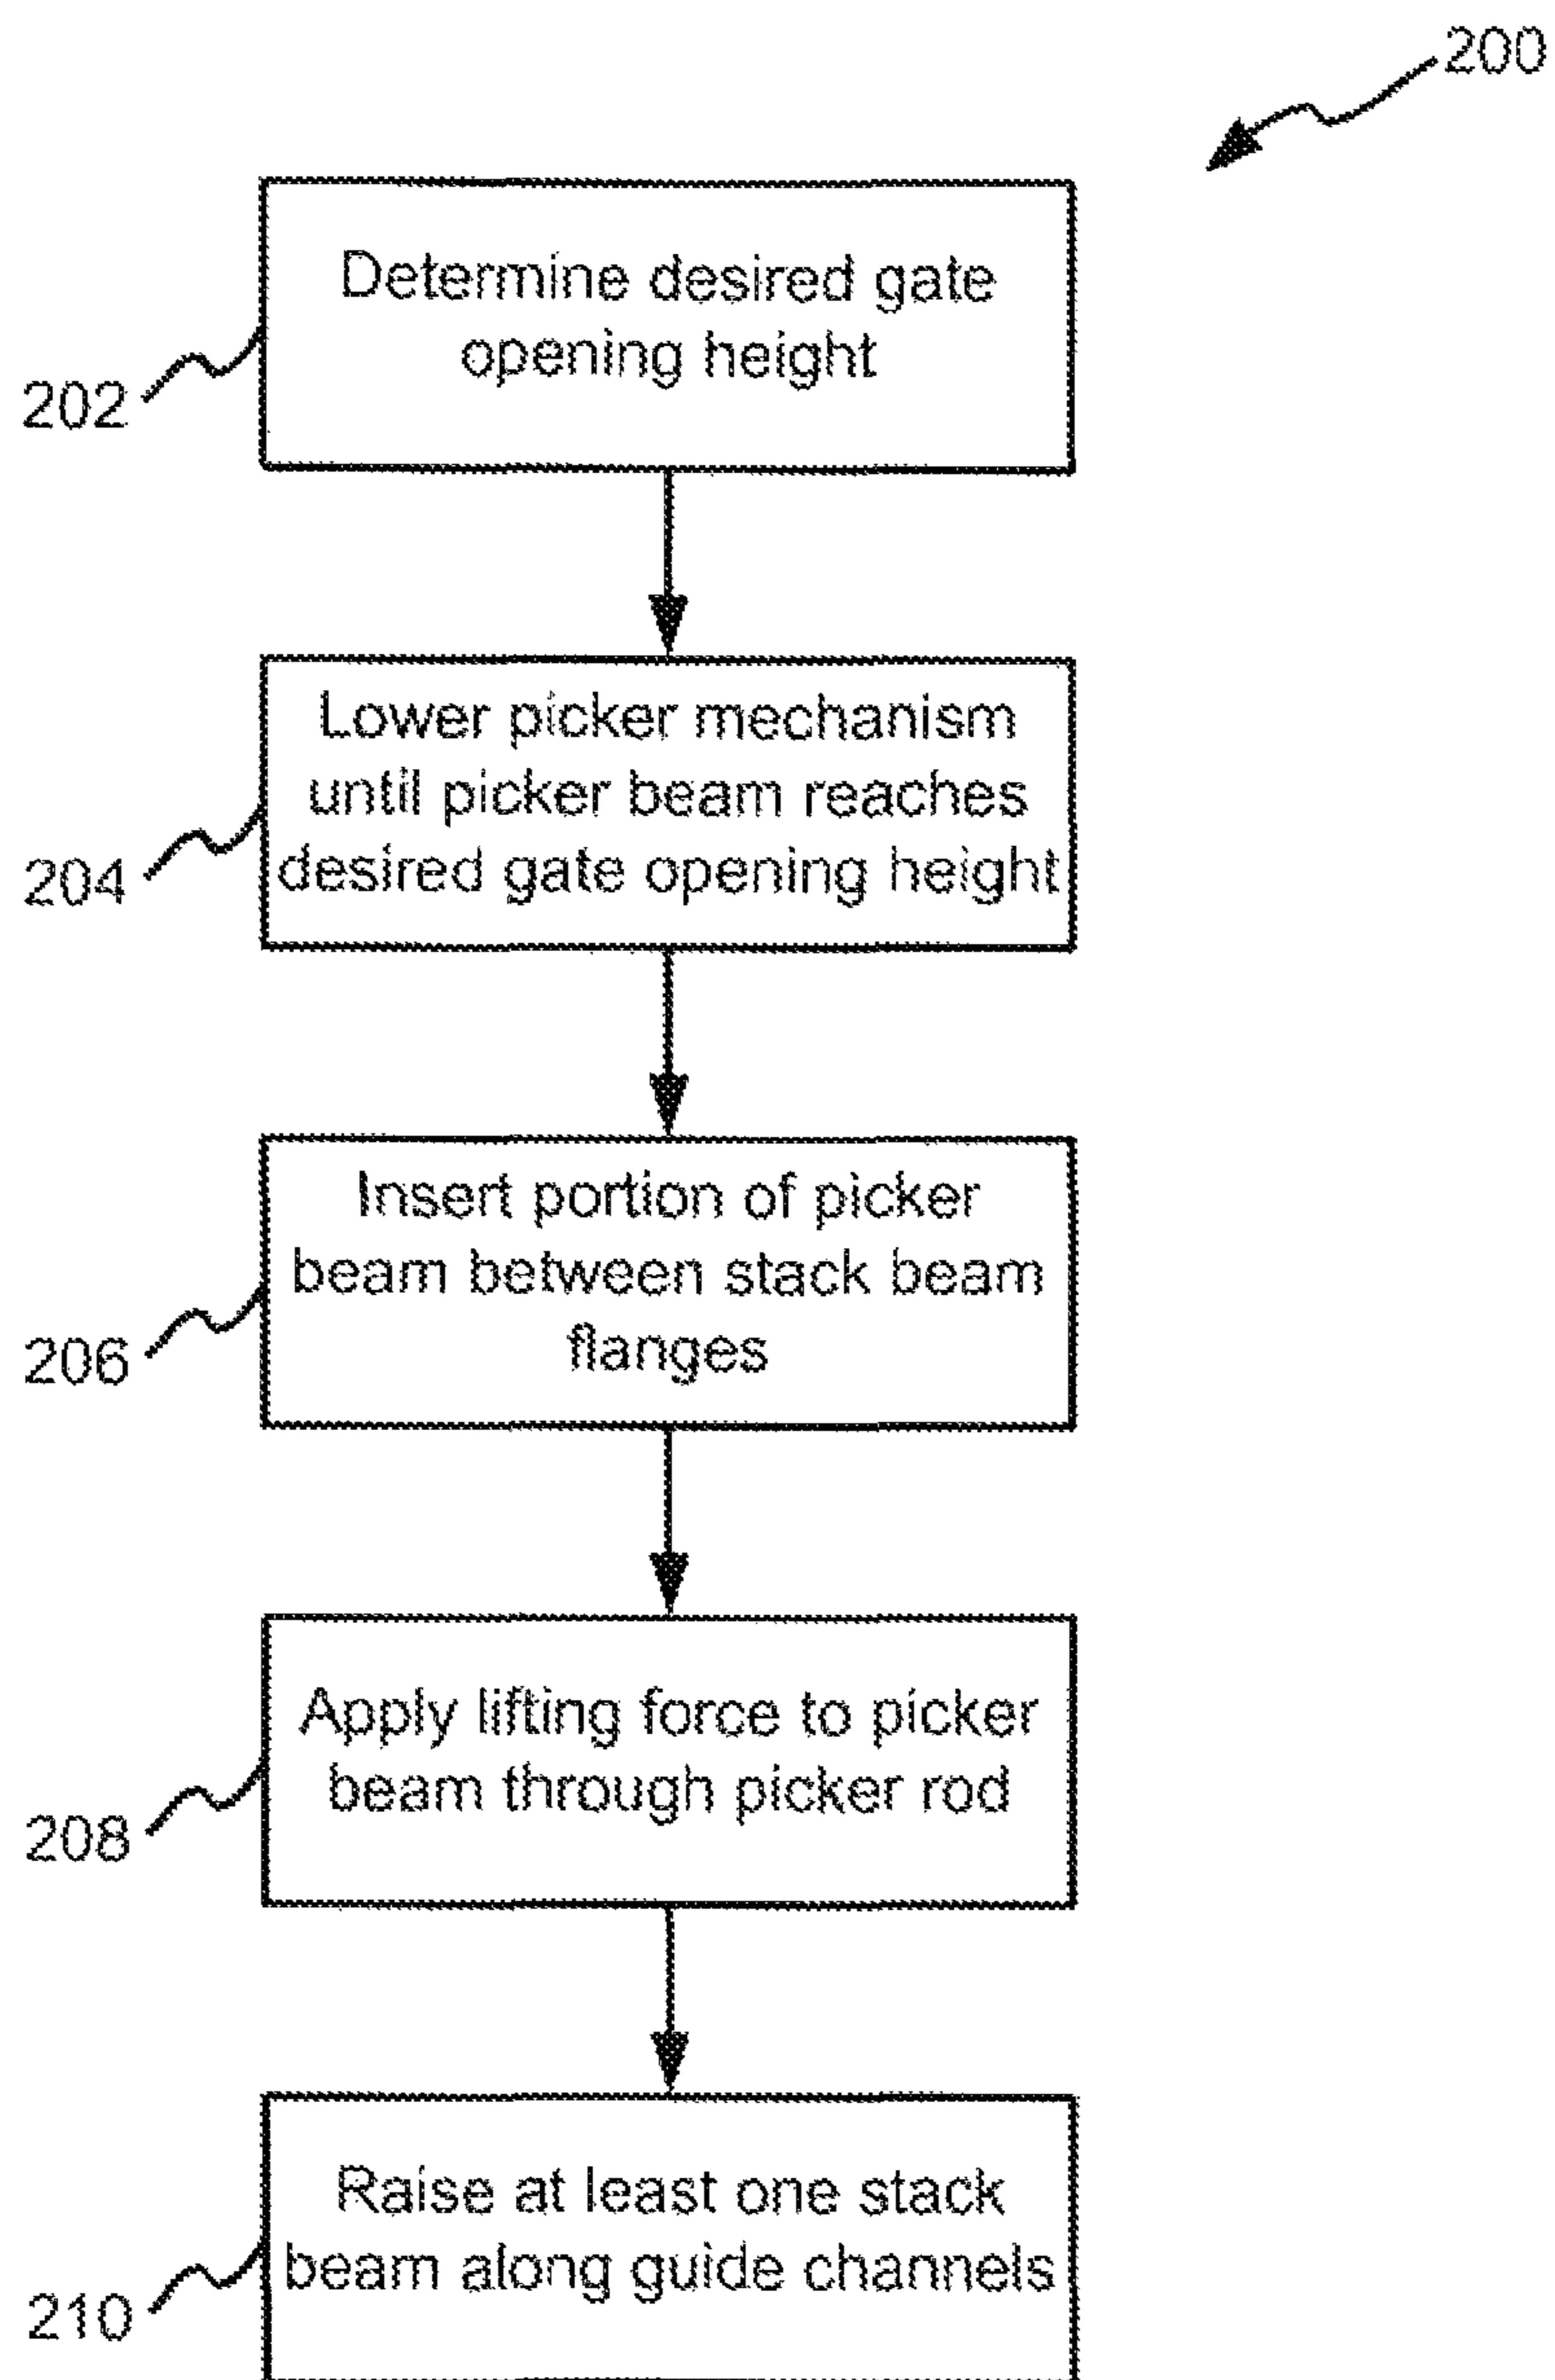 200
Determine desired gate
opening height
202
Lower picker mechanism
until picker beam reaches
desired gate opening height
204
Insert portion of picker
beam between stack beam
flanges
206
Apply lifting force to picker
beam through picker rod
208
Raise at least one stack
beam along guide channels
210